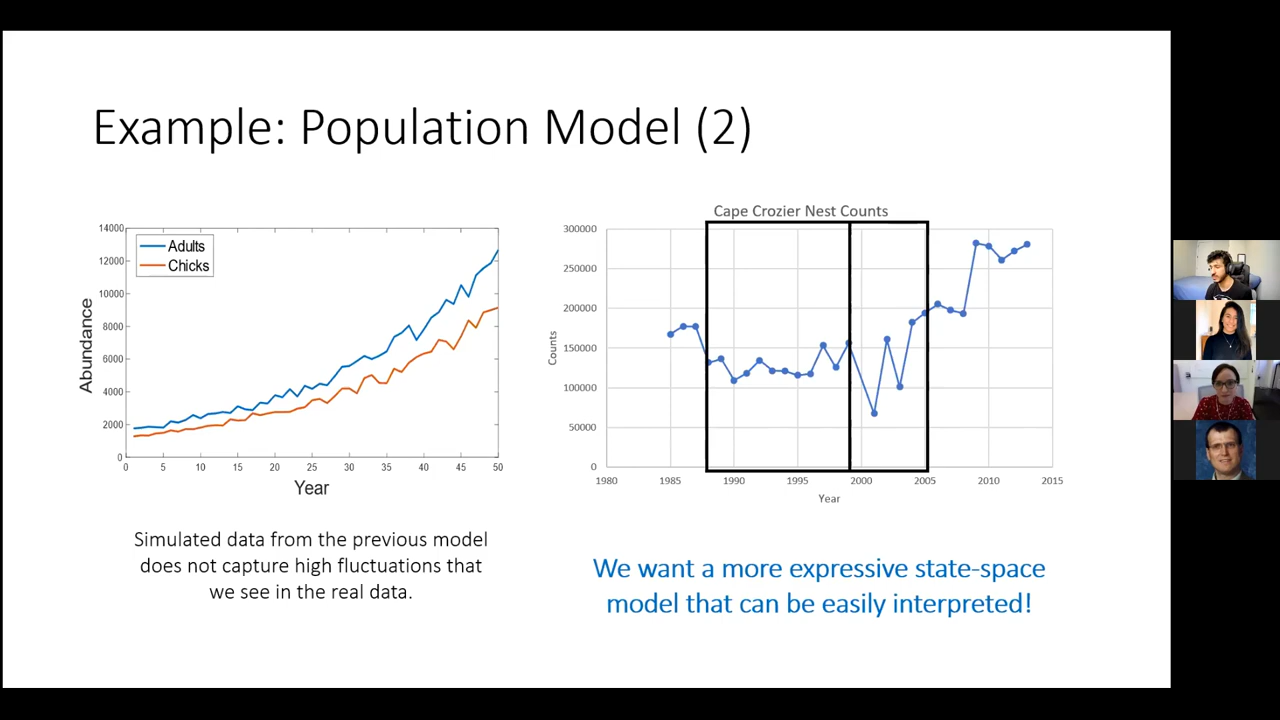 Example: Population Model (2)
14000
12000
10000
8000
6000
4000
2000
0
Abundance
Adults
Chicks
0 5 10 15 20 25 30 35 40 45 50
Year
Simulated data from the previous model
does not capture high fluctuations that
we see in the real data.
Cape Crozier Nest Counts
300000
250000
200000
150000
100000
50000
0
Counts
1980 1985 1990 1995 2000 2005 2010 2015
Year
We want a more expressive state-space
model that can be easily interpreted!